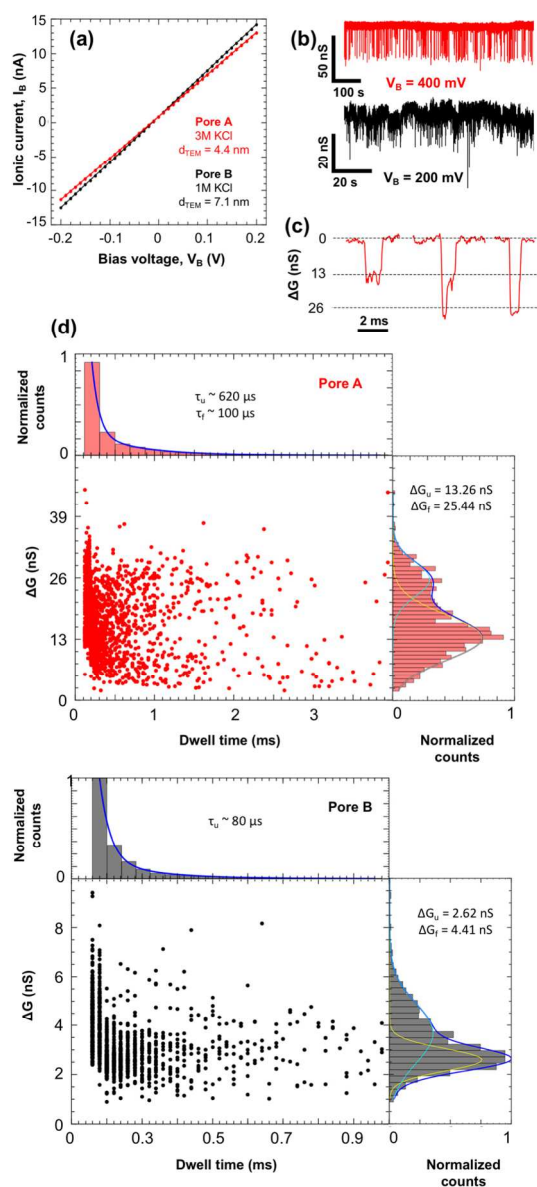 (a)
Ionic current, I_B (nA)
15
10
5
0
-5
-10
-15
Pore A
3M KCl
d_TEM = 4.4 nm
Pore B
1M KCl
d_TEM = 7.1 nm
-0.2
-0.1
0
0.1
0.2
Bias voltage, V_B (V)
(b)
50 nS
100 s
V_B = 400 mV
20 nS
20 s
V_B = 200 mV
(c)
ΔG (nS)
0
13
26
2 ms
(d)
Normalized
counts
1
0
τ_u ~ 620 μs
τ_f ~ 100 μs
Pore A
ΔG (nS)
39
26
13
0
ΔG_u = 13.26 nS
ΔG_f = 25.44 nS
0
1
2
3
Dwell time (ms)
0
1
Normalized
counts
Normalized
counts
1
0
τ_u ~ 80 μs
Pore B
ΔG (nS)
8
6
4
2
0
ΔG_u = 2.62 nS
ΔG_f = 4.41 nS
0.3
0.6
0.7
0.9
Dwell time (ms)
0
1
Normalized
counts